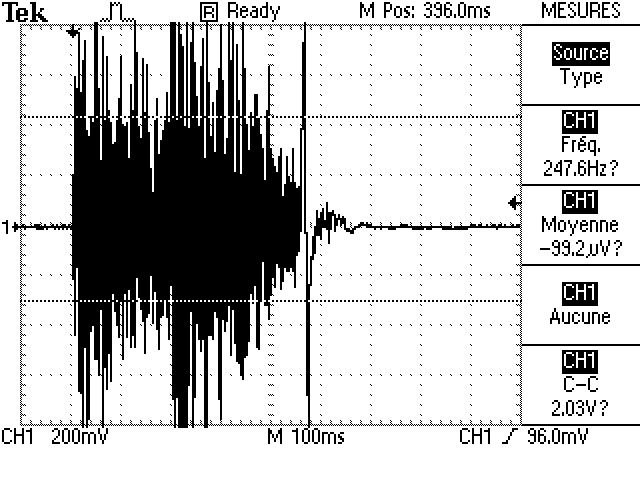 Tek R Ready M Pos: 396.0ms MESURES
Source
Type
CH1
Fréq.
247.6Hz?
CH1
Moyenne
-99.2µV?
CH1
Aucune
CH1
C-C
2.03V?
1
CH1 200mV M 100ms CH1 96.0mV